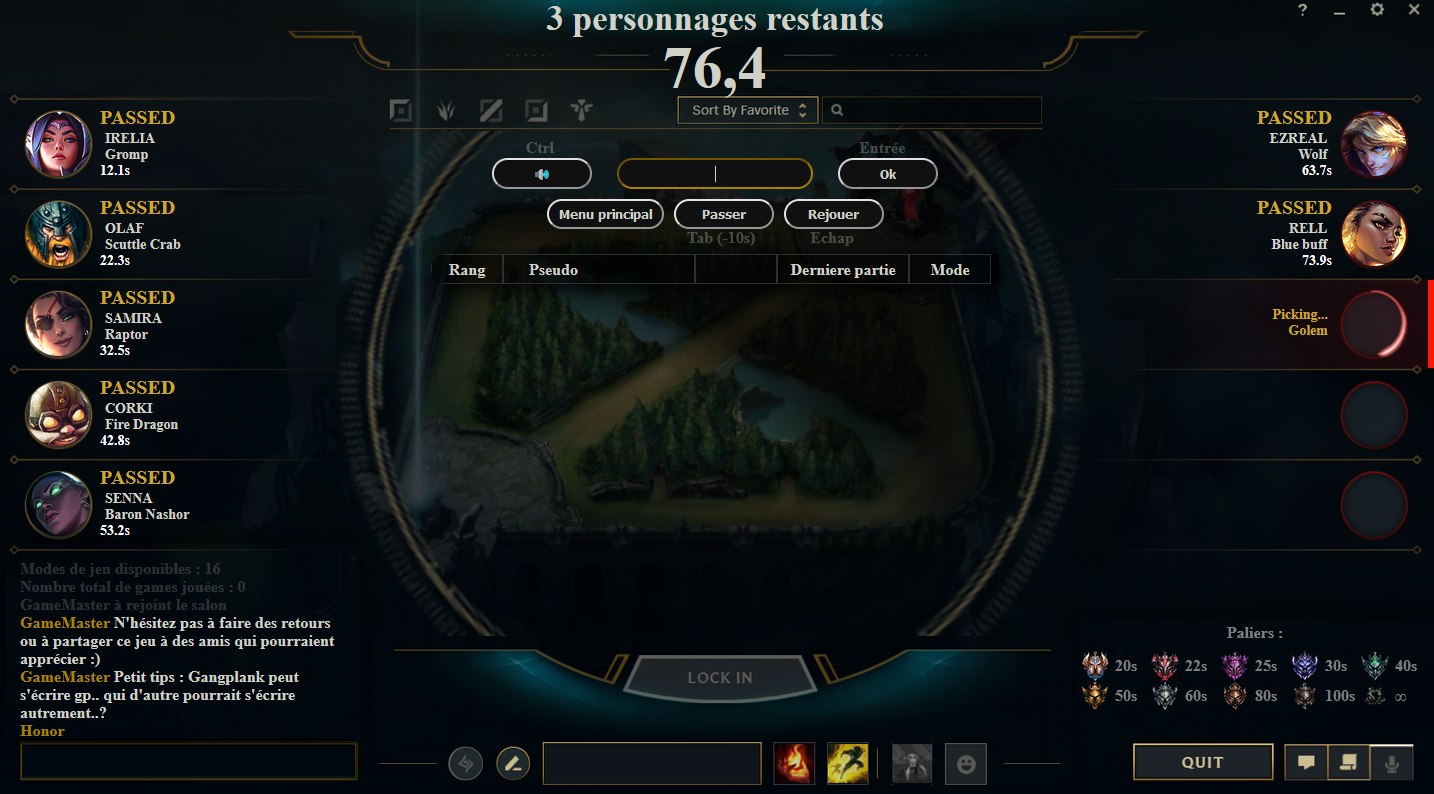 3 personnages restants
76,4
?
Sort By Favorite
Ctrl
Entrée
Ok
Menu principal
Passer
Rejouer
Tab (-10s)
Echap
Rang
Pseudo
Derniere partie
Mode
PASSED
IRELIA
Gromp
12.1s
PASSED
OLAF
Scuttle Crab
22.3s
PASSED
SAMIRA
Raptor
32.5s
PASSED
CORKI
Fire Dragon
42.8s
PASSED
SENNA
Baron Nashor
53.2s
PASSED
EZREAL
Wolf
63.7s
PASSED
RELL
Blue buff
73.9s
Picking...
Golem
Modes de jeu disponibles : 16
Nombre total de games jouées : 0
GameMaster à rejoint le salon
GameMaster N'hésitez pas à faire des retours
ou à partager ce jeu à des amis qui pourraient
apprécier :)
GameMaster Petit tips : Gangplank peut
s'écrire gp.. qui d'autre pourrait s'écrire
autrement..?
Honor
LOCK IN
Paliers :
20s 22s 25s 30s 40s
50s 60s 80s 100s ∞
QUIT